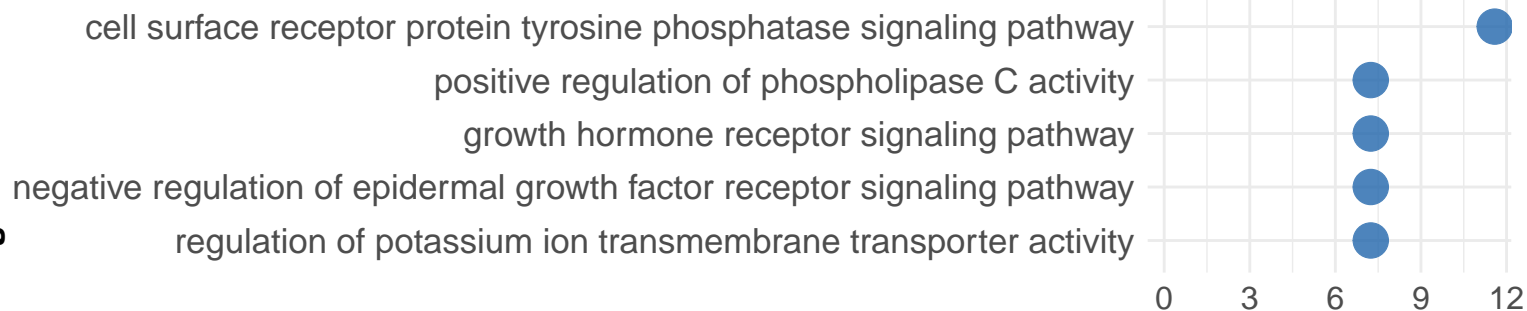 cell surface receptor protein tyrosine phosphatase signaling pathway
positive regulation of phospholipase C activity
growth hormone receptor signaling pathway
negative regulation of epidermal growth factor receptor signaling pathway
regulation of potassium ion transmembrane transporter activity
0 3 6 9 12